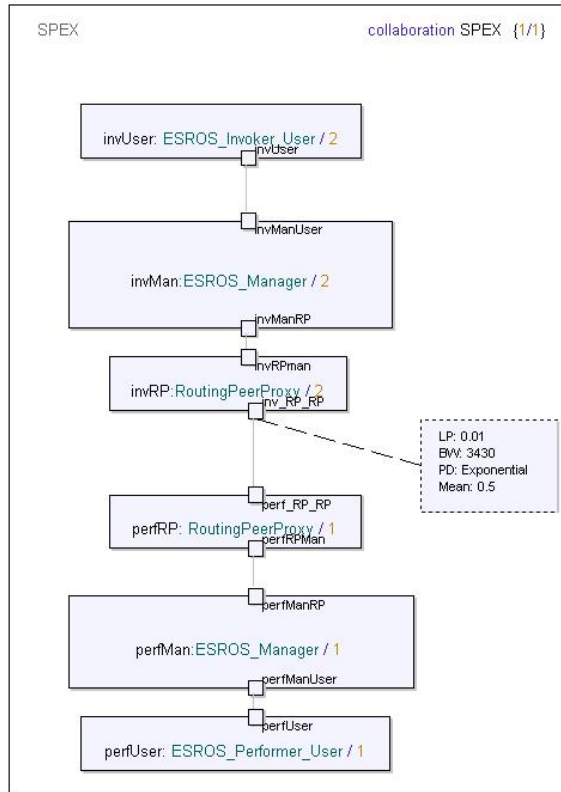 SPEX
collaboration SPEX {1/1}
invUser: ESROS_Invoker_User / 2
invUser
invManUser
invMan:ESROS_Manager / 2
invManRP
invRPman
invRP:RoutingPeerProxy / 2
inv_RP_RP
LP: 0.01
BW: 3430
PD: Exponential
Mean: 0.5
perf_RP_RP
perfRP: RoutingPeerProxy / 1
perfRPMan
perfManRP
perfMan:ESROS_Manager / 1
perfManUser
perfUser
perfUser: ESROS_Performer_User / 1